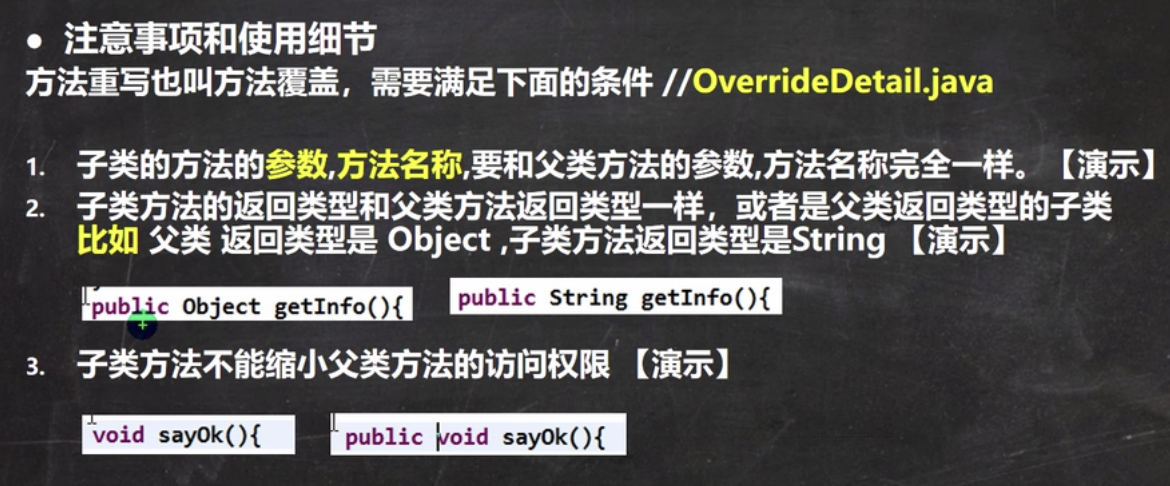 ● 注意事项和使用细节
方法重写也叫方法覆盖，需要满足下面的条件 //OverrideDetail.java
1. 子类的方法的参数,方法名称,要和父类方法的参数,方法名称完全一样。【演示】
2. 子类方法的返回类型和父类方法返回类型一样，或者是父类返回类型的子类
比如 父类 返回类型是 Object ,子类方法返回类型是String 【演示】
public Object getInfo(){ public String getInfo(){
3. 子类方法不能缩小父类方法的访问权限 【演示】
void sayOk(){ public void sayOk(){